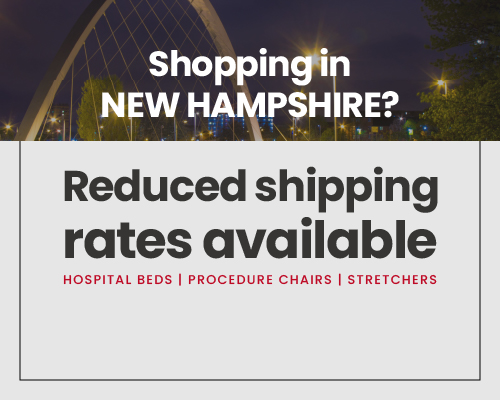 Shopping in
NEW HAMPSHIRE?
Reduced shipping
rates available
HOSPITAL BEDS | PROCEDURE CHAIRS | STRETCHERS